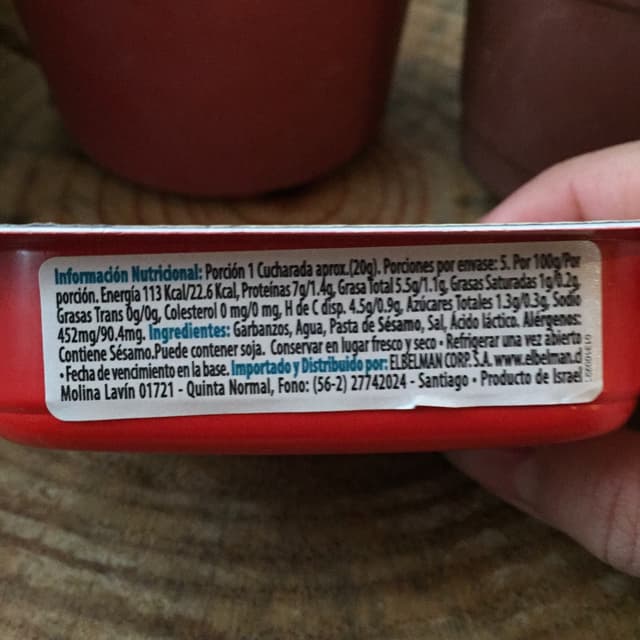 Información Nutricional: Porción 1 Cucharada aprox.(20g). Porciones por envase: 5. Por 100g/Por
porción. Energía 113 Kcal/22.6 Kcal, Proteínas 7g/1.4g, Grasa Total 5.5g/1.1g, Grasas Saturadas 1g/0.2g,
Grasas Trans 0g/0g, Colesterol 0 mg/0 mg, H de C disp. 4.5g/0.9g, Azúcares Totales 1.3g/0.3g, Sodio
452mg/90.4mg. Ingredientes: Garbanzos, Agua, Pasta de Sésamo, Sal, Ácido láctico. Alérgenos:
Contiene Sésamo.Puede contener soja. Conservar en lugar fresco y seco • Refrigerar una vez abierto
• Fecha de vencimiento en la base. Importado y Distribuido por: ELBELMAN CORP S.A. www.elbelman.cl
Molina Lavín 01721 - Quinta Normal, Fono: (56-2) 27742024 - Santiago • Producto de Israel